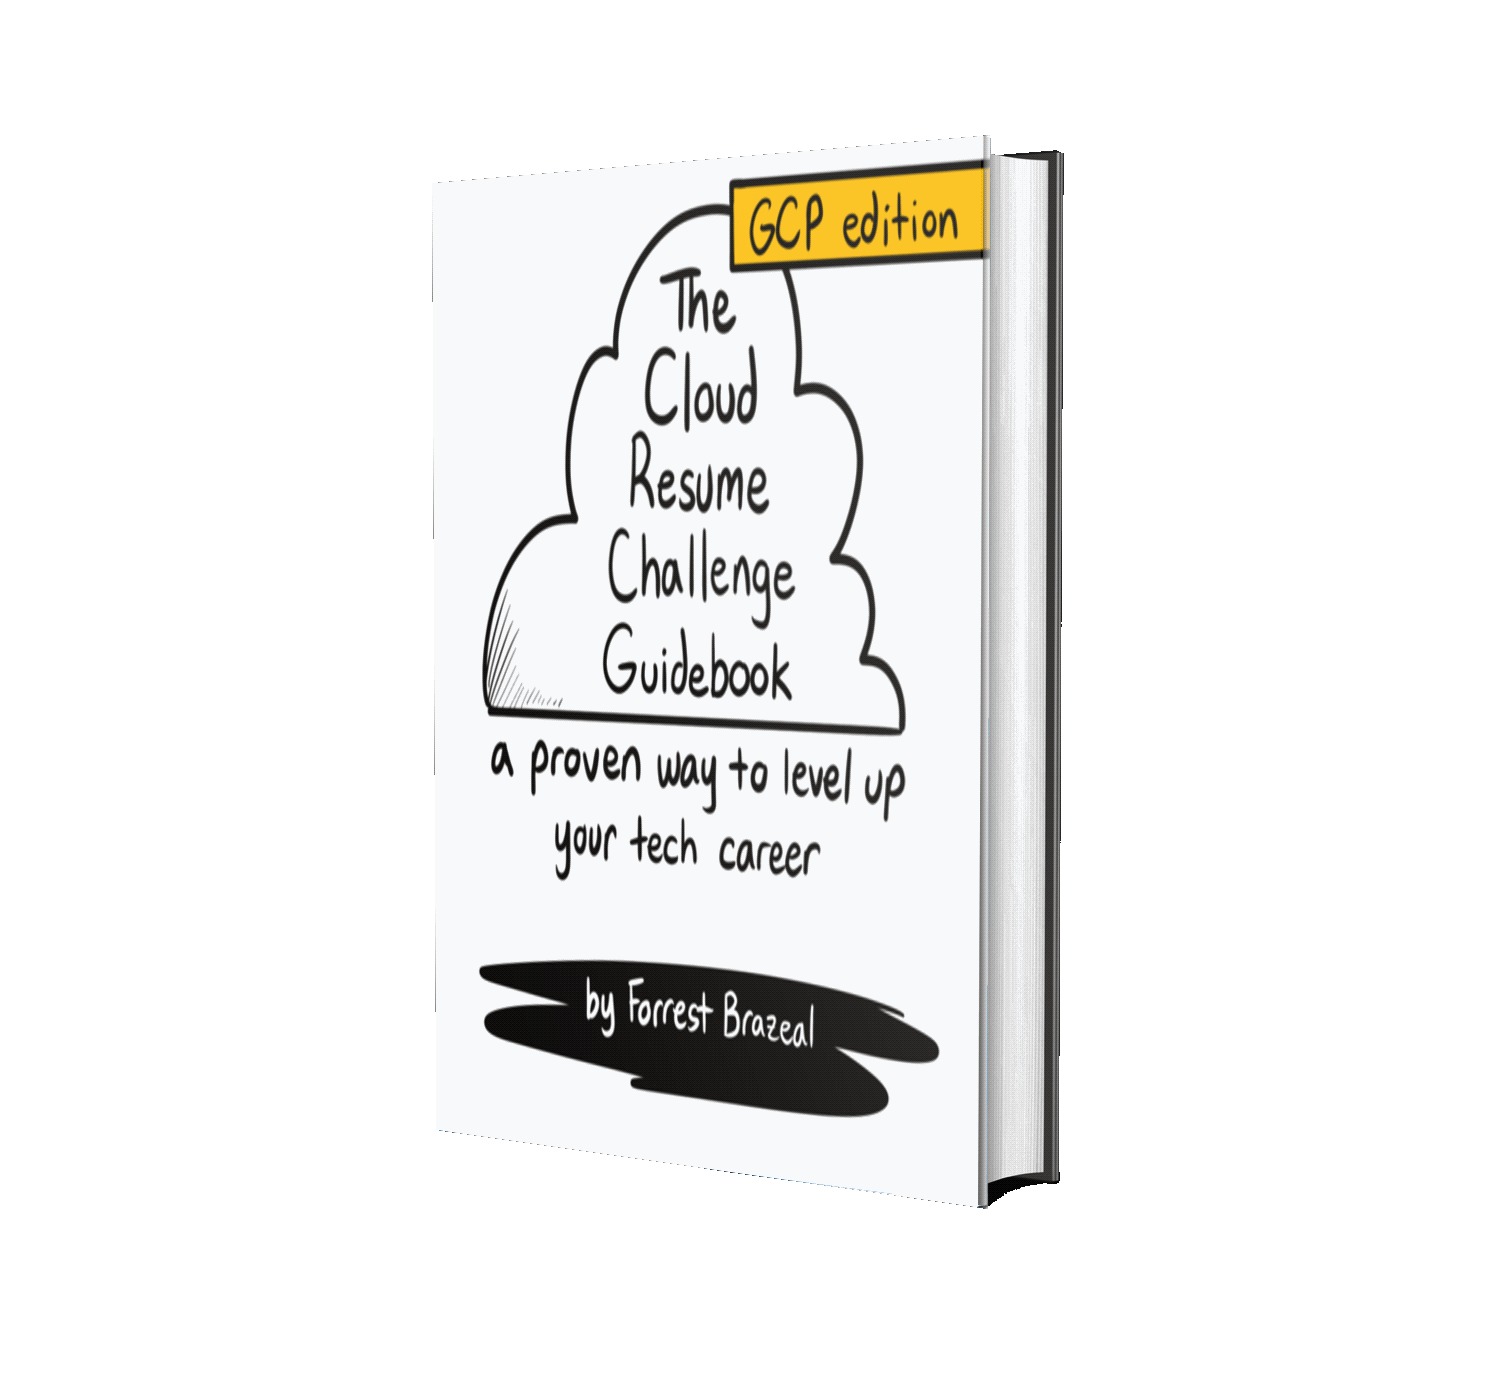 GCP edition
The
Cloud
Resume
Challenge
Guidebook
a proven way to level up
your tech career
by Forrest Brazeal